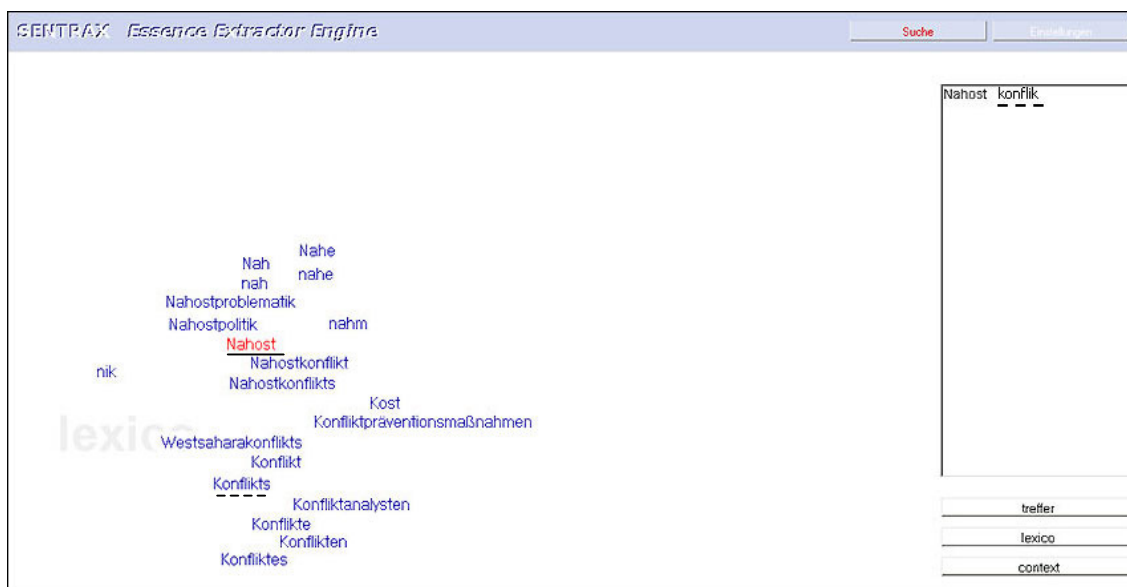 SENTRAX Essence Extractor Engine
Suche
Einstellungen
Nahost konflik
Nahe
Nah
nahe
nah
Nahostproblematik
Nahostpolitik
nahm
Nahost
Nahostkonflikt
nik
Nahostkonflikts
Kost
Konfliktpräventionsmaßnahmen
lexico
Westsaharakonflikts
Konflikt
Konflikts
Konfliktanalysten
Konflikte
Konflikten
Konfliktes
treffer
lexico
context